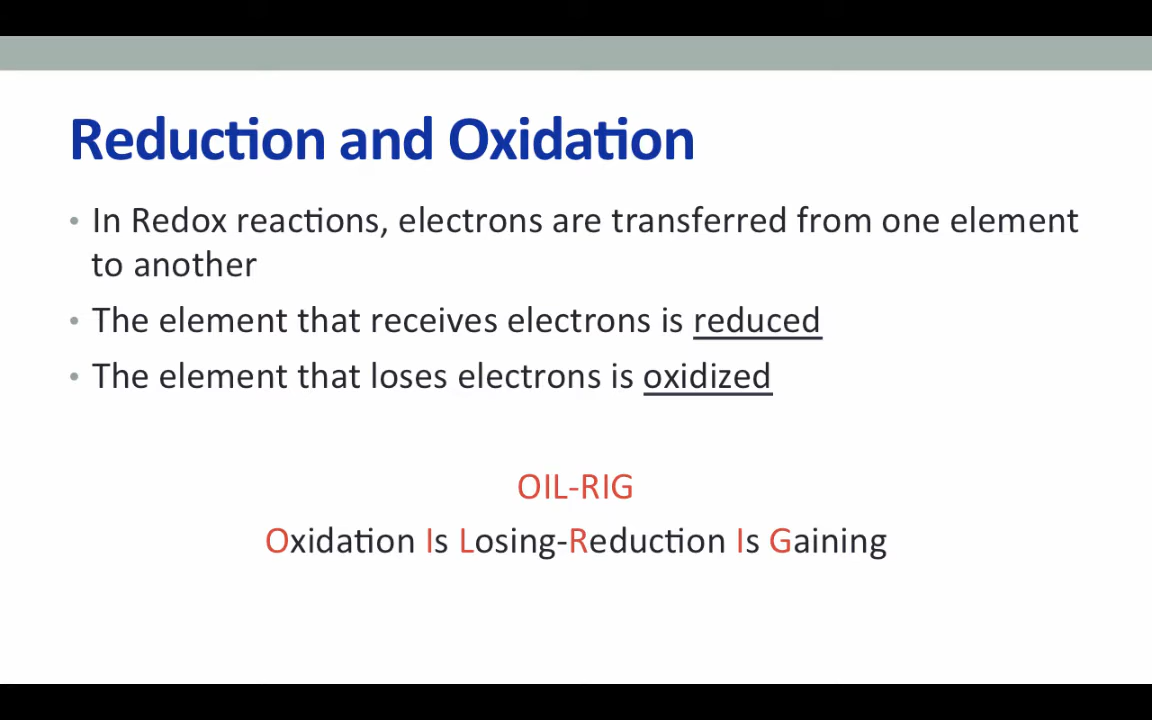 Reduction and Oxidation
• In Redox reactions, electrons are transferred from one element
to another
• The element that receives electrons is reduced
• The element that loses electrons is oxidized
OIL-RIG
Oxidation Is Losing-Reduction Is Gaining